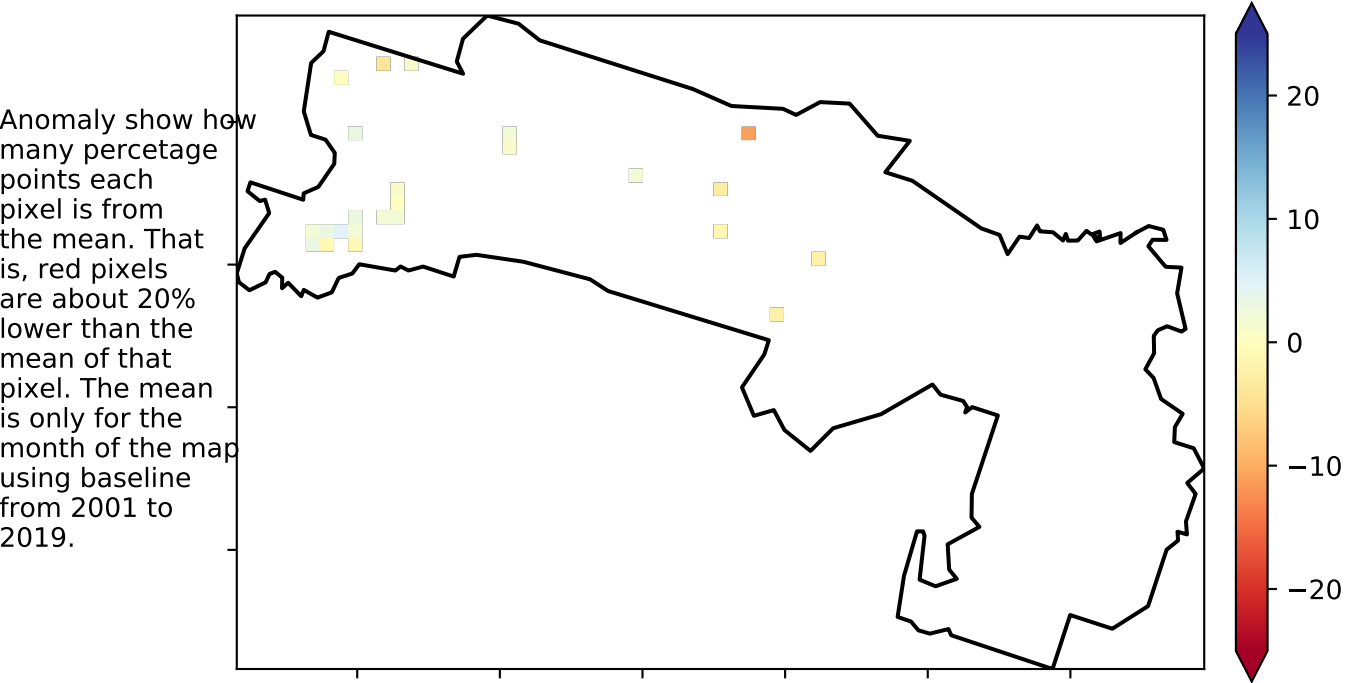 Anomaly show how
many percetage
points each
pixel is from
the mean. That
is, red pixels
are about 20%
lower than the
mean of that
pixel. The mean
is only for the
month of the map
using baseline
from 2001 to
2019.
20
10
0
−10
−20